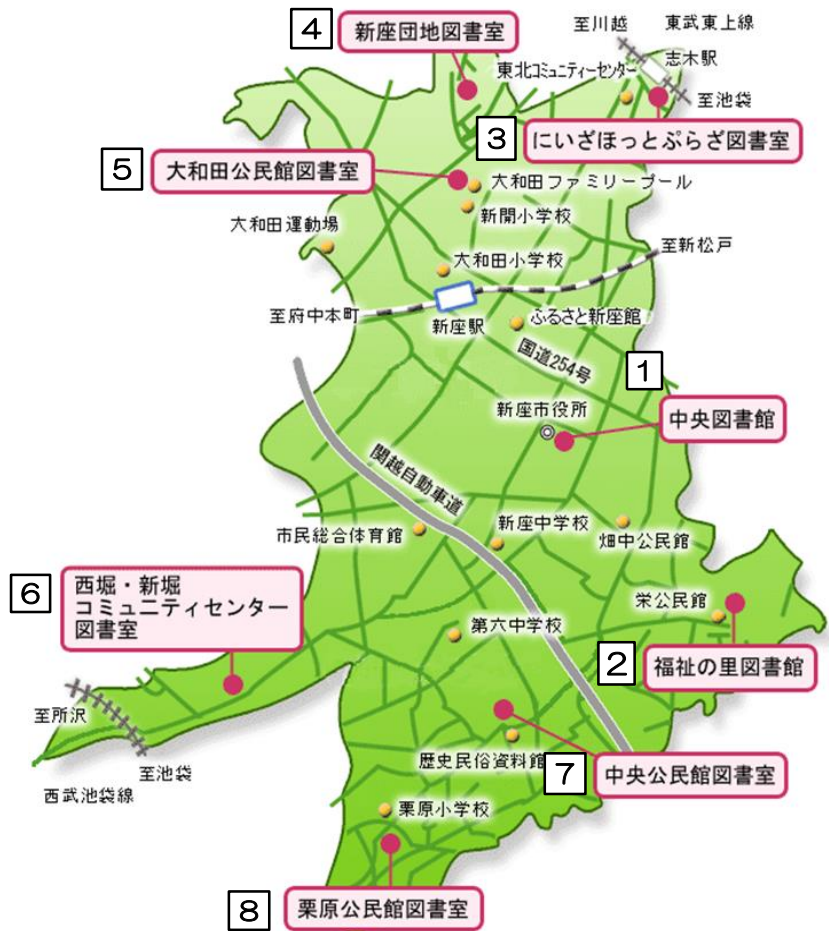 4
新座団地図書室
至川越
東武東上線
志木駅
東北コミュニティーセンター
至池袋
3
にいざほっとぷらざ図書室
5
大和田公民館図書室
大和田ファミリープール
新開小学校
大和田運動場
大和田小学校
至新松戸
至府中本町
新座駅
ふるさと新座館
国道254号
1
新座市役所
中央図書館
関越自動車道
市民総合体育館
新座中学校
畑中公民館
6
西堀・新堀
コミュニティセンター
図書室
栄公民館
第六中学校
2
福祉の里図書館
至所沢
至池袋
西武池袋線
歴史民俗資料館
7
中央公民館図書室
栗原小学校
8
栗原公民館図書室